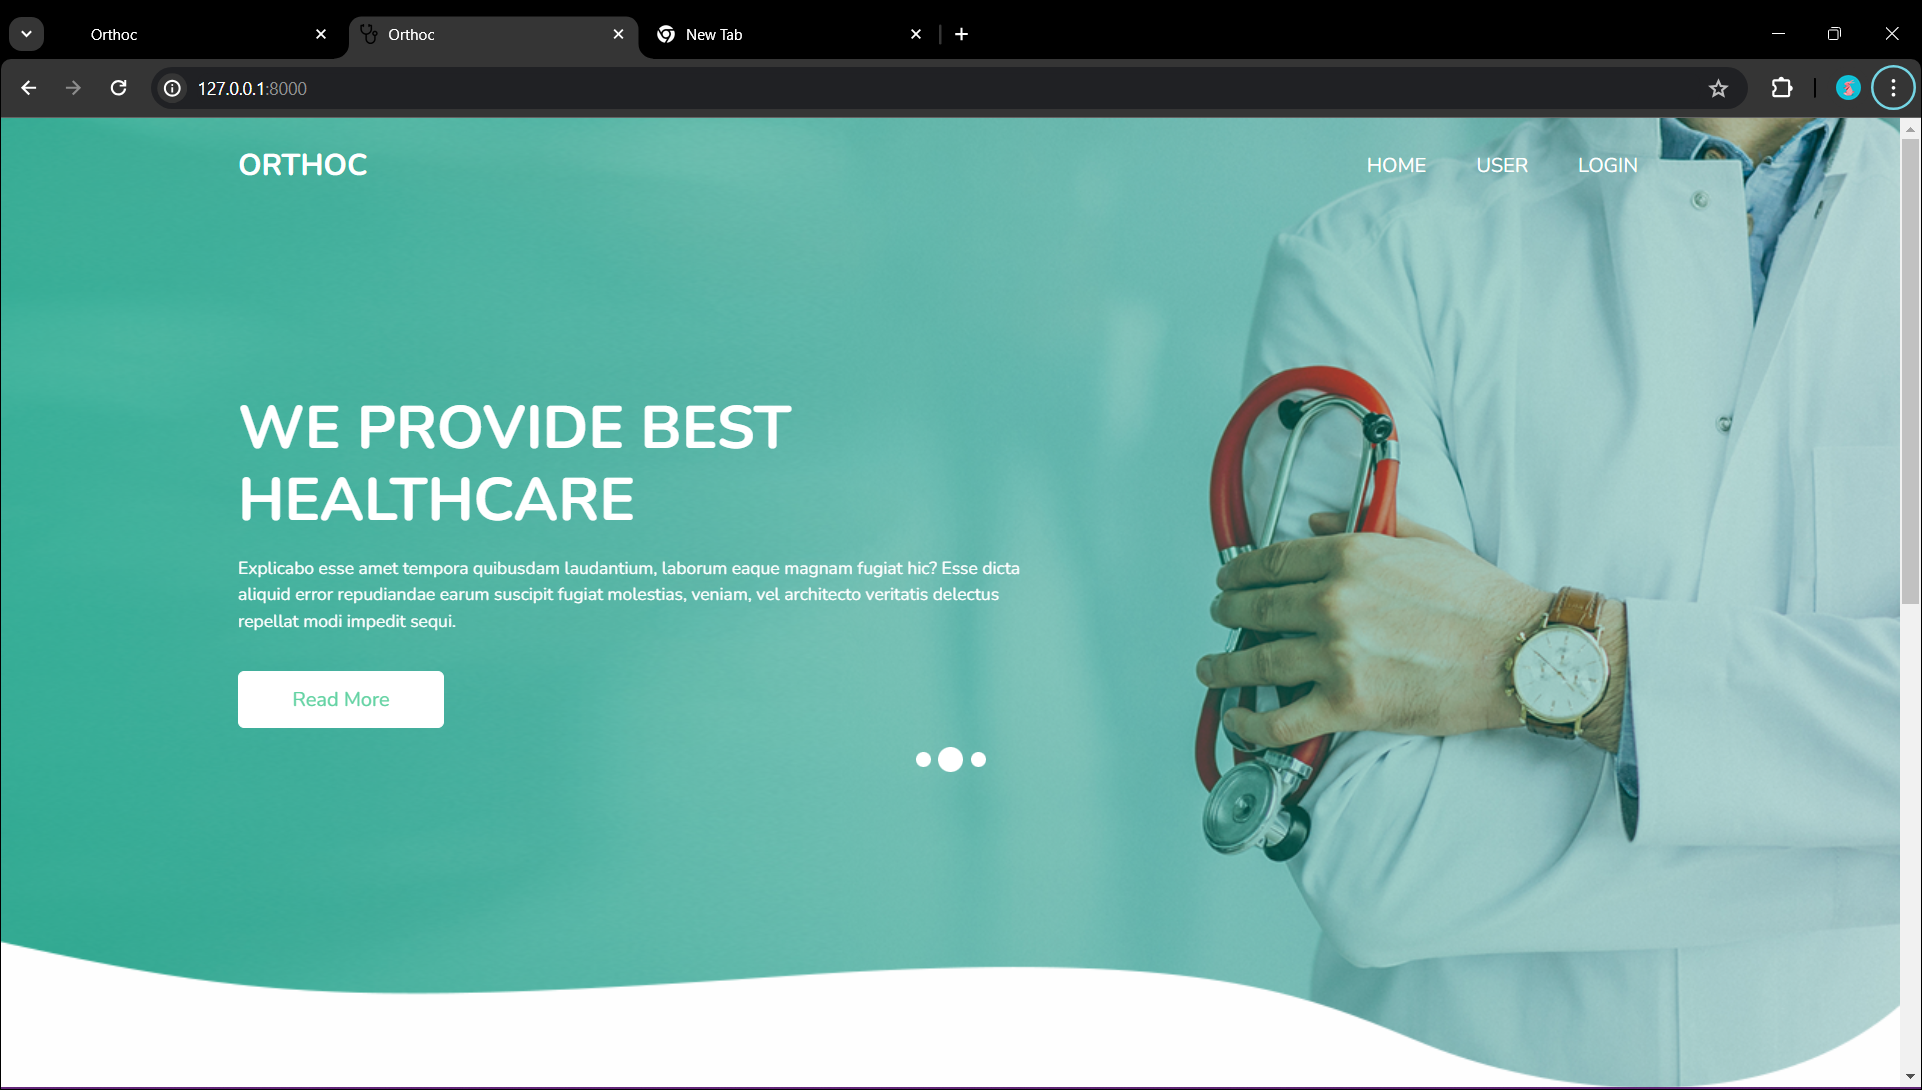 Orthoc
Orthoc
New Tab
127.0.0.1:8000
ORTHOC
HOME USER LOGIN
WE PROVIDE BEST
HEALTHCARE
Explicabo esse amet tempora quibusdam laudantium, laborum eaque magnam fugiat hic? Esse dicta
aliquid error repudiandae earum suscipit fugiat molestias, veniam, vel architecto veritatis delectus
repellat modi impedit sequi.
Read More